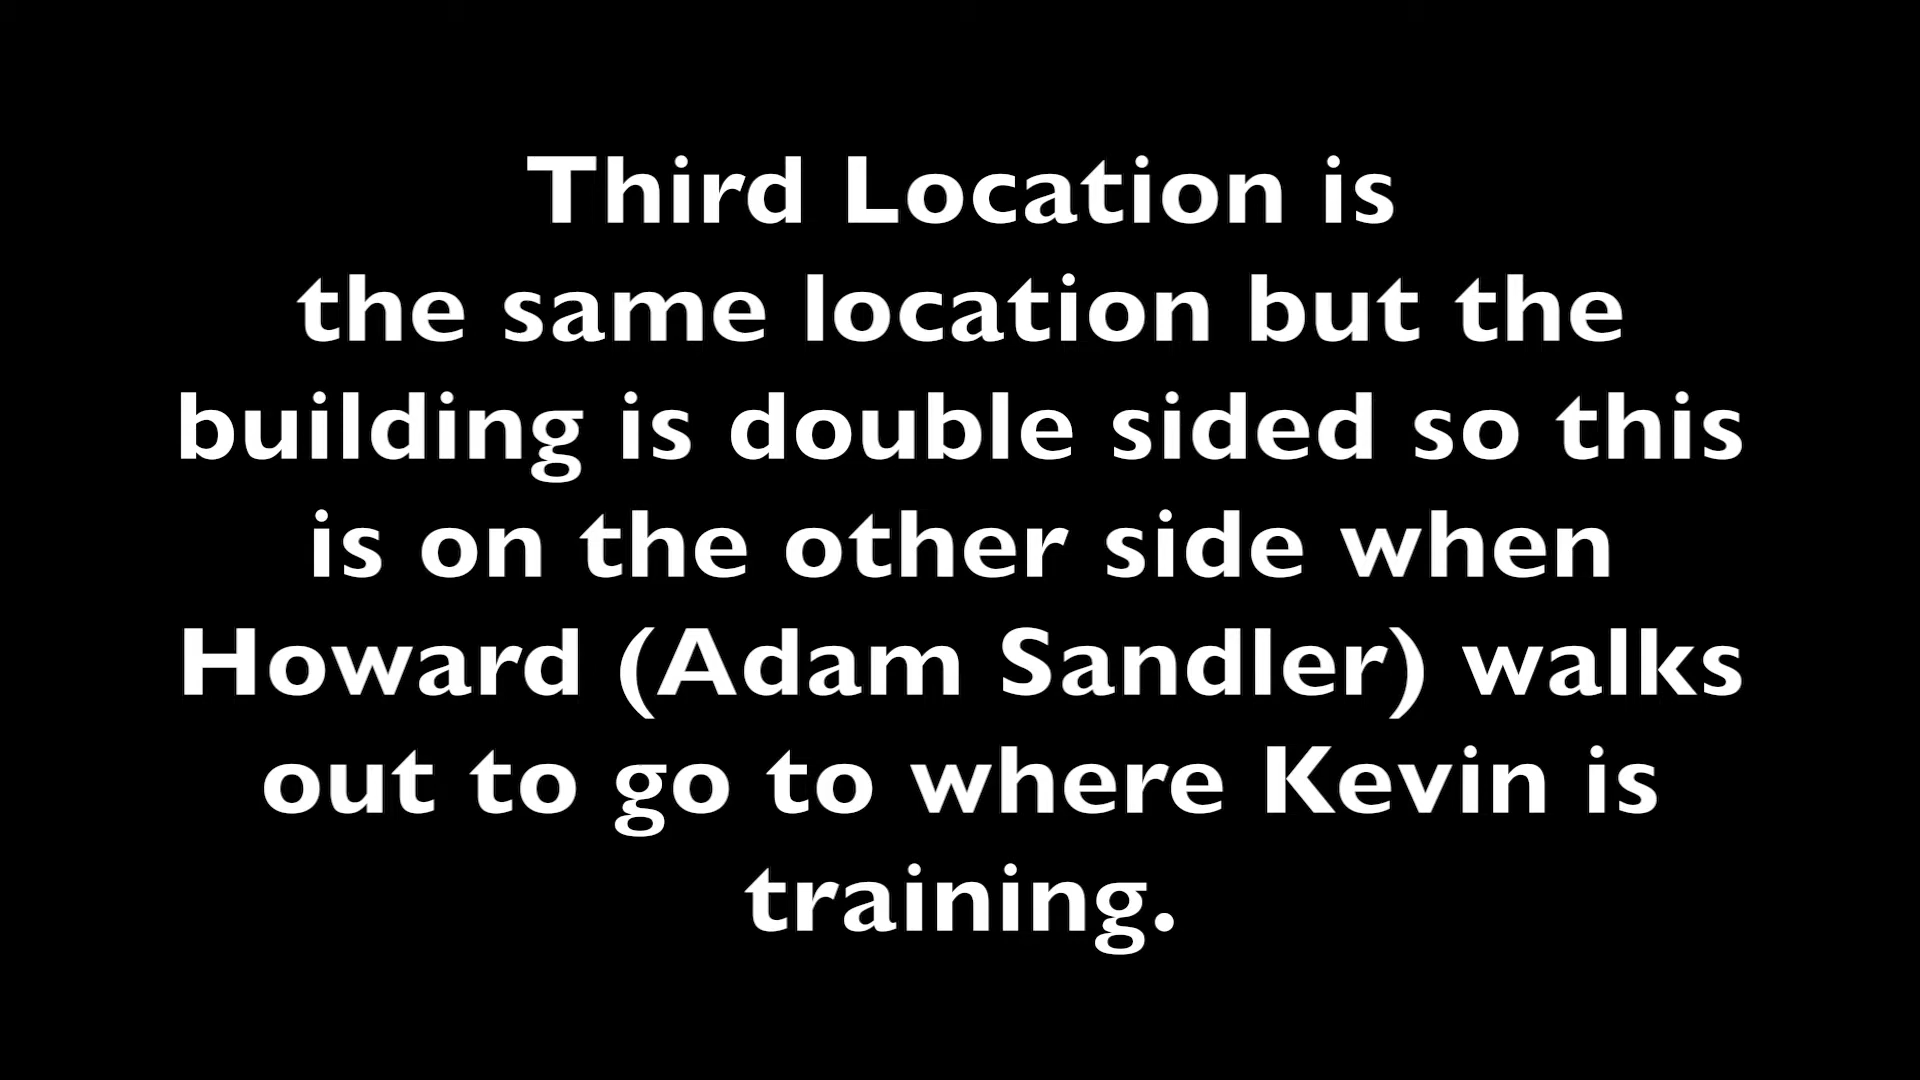 Third Location is
the same location but the
building is double sided so this
is on the other side when
Howard (Adam Sandler) walks
out to go to where Kevin is
training.